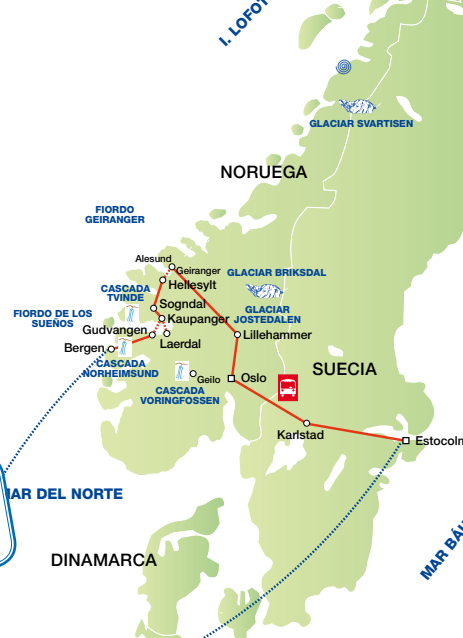 I. LOFOT
GLACIAR SVARTISEN
NORUEGA
FIORDO
GEIRANGER
Alesund
Geiranger
GLACIAR BRIKSDAL
Hellesylt
CASCADA
TVINDE
Sogndal
GLACIAR
JOSTEDALEN
FIORDO DE LOS
SUEÑOS
Kaupanger
Gudvangen
Lillehammer
Laerdal
Bergen
CASCADA
NORHEIMSUND
SUECIA
Geilo
Oslo
CASCADA
VORINGFOSSEN
Karlstad
Estocolm
MAR DEL NORTE
DINAMARCA
MAR BÁL